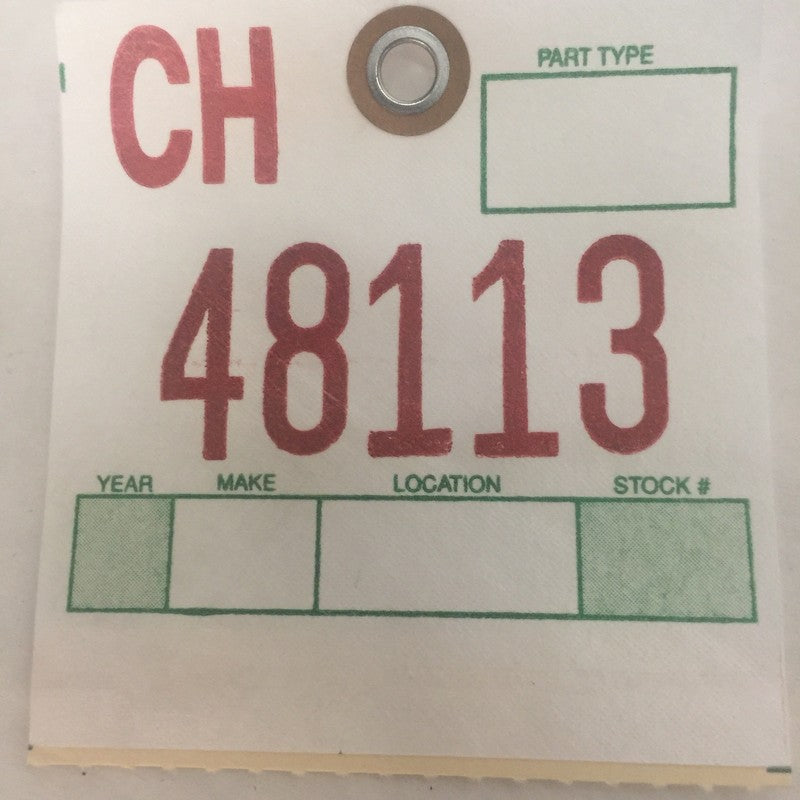 CH
PART TYPE
48113
YEAR MAKE LOCATION STOCK #